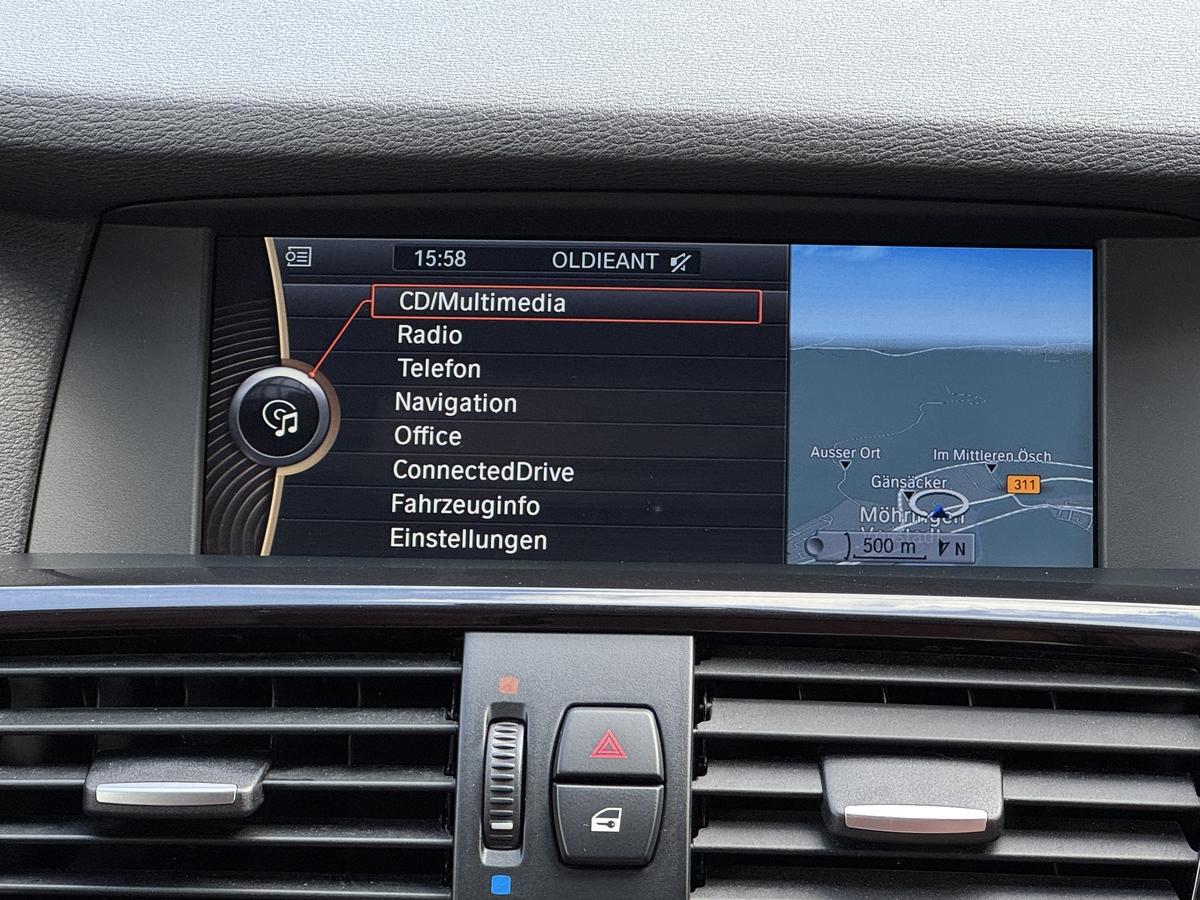 15:58 OLDIEANT
CD/Multimedia
Radio
Telefon
Navigation
Office
ConnectedDrive
Fahrzeuginfo
Einstellungen
Ausser Ort
Im Mittleren Ösch
Gänsäcker
311
Möhringen
500 m
N